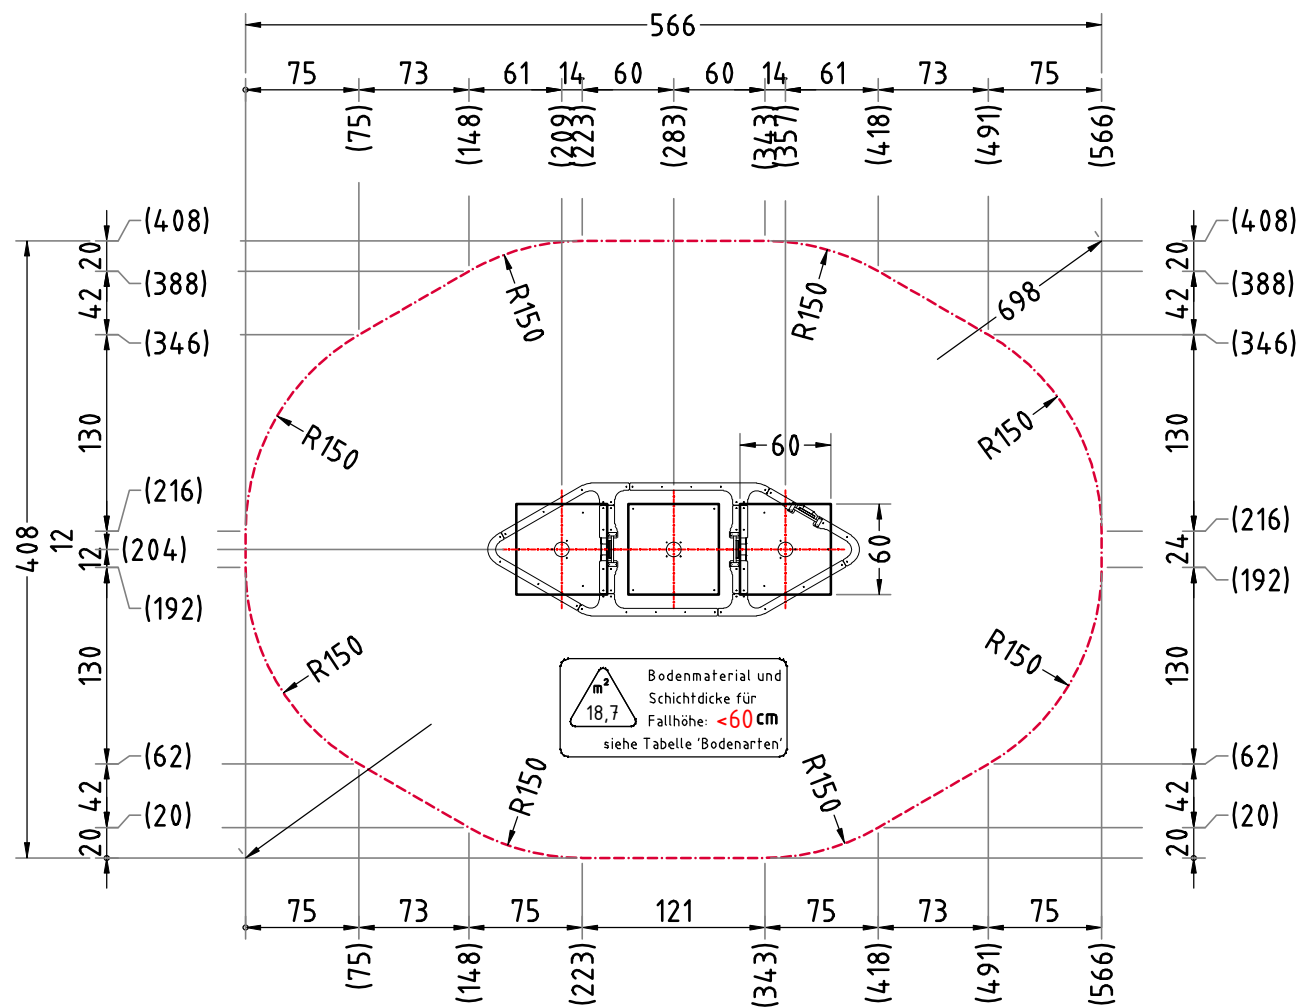 566
75 73 61 14 60 60 14 61 73 75
(75) (148) (209) (223) (283) (343) (357) (418) (491) (566)
(408) (408)
20 20
(388) (388)
42 42
698
R150 R150
(346) (346)
130 130
R150 R150
60
(216) (216)
408
12
12 (204)
24
60
(192) (192)
130 130
R150 R150
m²
18,7
Bodenmaterial und
Schichtdicke für
Fallhöhe: <60 cm
siehe Tabelle 'Bodenarten'
(62) (62)
R150 R150
42 42
(20) (20)
20 20
75 73 75 121 75 73 75
(75) (148) (223) (343) (418) (491) (566)